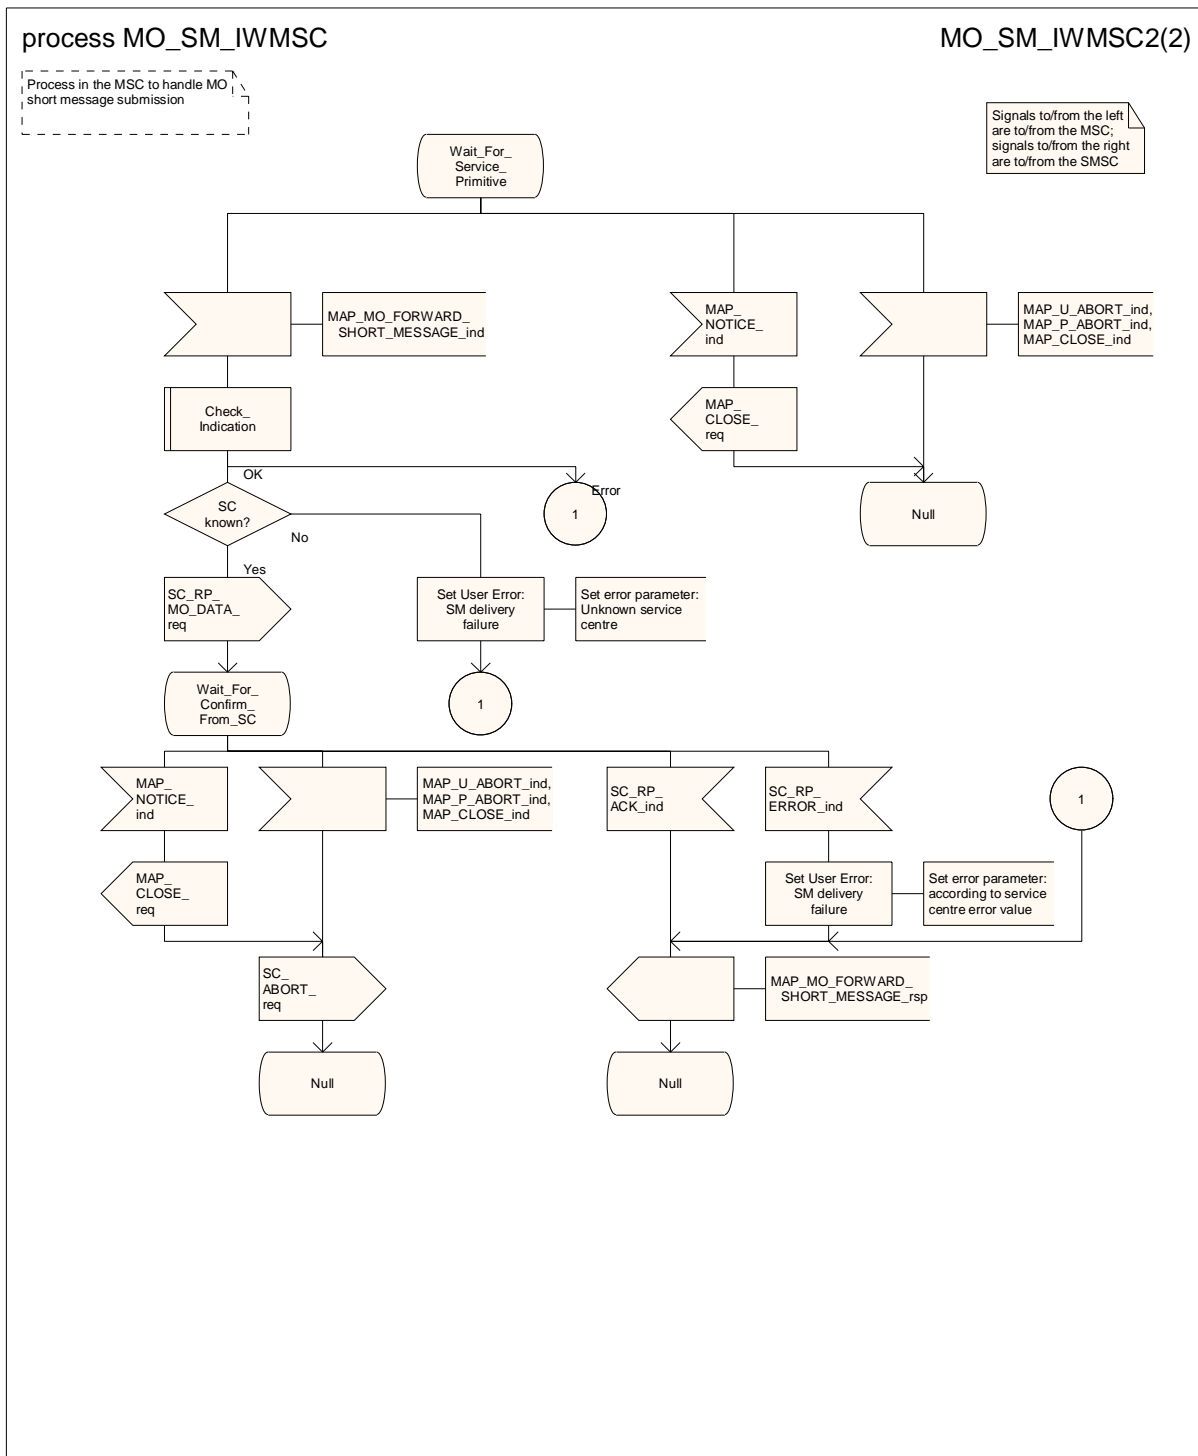 process MO_SM_IWMSC
MO_SM_IWMSC2(2)
Process in the MSC to handle MO
short message submission
Signals to/from the left
are to/from the MSC;
signals to/from the right
are to/from the SMSC
Wait_For_
Service_
Primitive
MAP_MO_FORWARD_
SHORT_MESSAGE_ind
MAP_
NOTICE_
ind
MAP_U_ABORT_ind,
MAP_P_ABORT_ind,
MAP_CLOSE_ind
Check_
Indication
MAP_
CLOSE_
req
OK
Error
SC
known?
1
Null
No
Yes
SC_RP_
MO_DATA_
req
Set User Error:
SM delivery
failure
Set error parameter:
Unknown service
centre
Wait_For_
Confirm_
From_SC
1
MAP_
NOTICE_
ind
MAP_U_ABORT_ind,
MAP_P_ABORT_ind,
MAP_CLOSE_ind
SC_RP_
ACK_ind
SC_RP_
ERROR_ind
1
MAP_
CLOSE_
req
Set User Error:
SM delivery
failure
Set error parameter:
according to service
centre error value
SC_
ABORT_
req
MAP_MO_FORWARD_
SHORT_MESSAGE_rsp
Null
Null